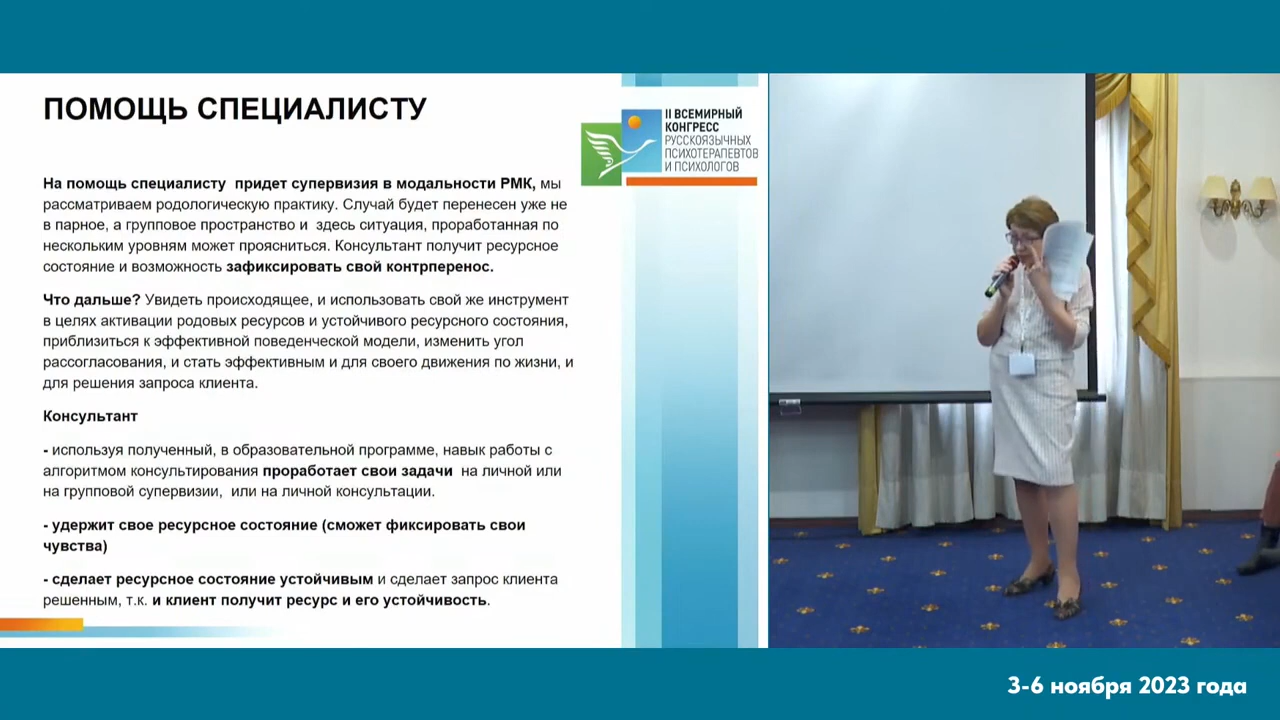 ПОМОЩЬ СПЕЦИАЛИСТУ
II ВСЕМИРНЫЙ
КОНГРЕСС
РУССКОЯЗЫЧНЫХ
ПСИХОТЕРАПЕВТОВ
И ПСИХОЛОГОВ
На помощь специалисту придет супервизия в модальности РМК, мы
рассматриваем родологическую практику. Случай будет перенесен уже не
в парное, а групповое пространство и здесь ситуация, проработанная по
нескольким уровням может проясниться. Консультант получит ресурсное
состояние и возможность зафиксировать свой контрперенос.
Что дальше? Увидеть происходящее, и использовать свой же инструмент
в целях активации родовых ресурсов и устойчивого ресурсного состояния,
приблизиться к эффективной поведенческой модели, изменить угол
рассогласования, и стать эффективным и для своего движения по жизни, и
для решения запроса клиента.
Консультант
- используя полученный, в образовательной программе, навык работы с
алгоритмом консультирования проработает свои задачи на личной или
на групповой супервизии, или на личной консультации.
- удержит свое ресурсное состояние (сможет фиксировать свои
чувства)
- сделает ресурсное состояние устойчивым и сделает запрос клиента
решенным, т.к. и клиент получит ресурс и его устойчивость.
3-6 ноября 2023 года